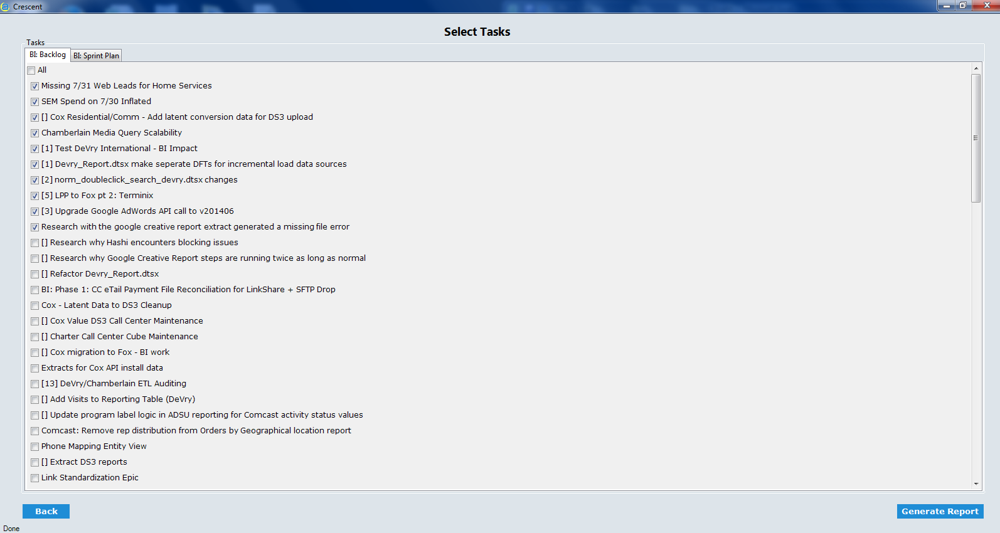 Crescent
Select Tasks
Tasks
BI: Backlog
BI: Sprint Plan
All
Missing 7/31 Web Leads for Home Services
SEM Spend on 7/30 Inflated
[] Cox Residential/Comm - Add latent conversion data for DS3 upload
Chamberlain Media Query Scalability
[1] Test DeVry International - BI Impact
[1] Devry_Report.dtsx make seperate DFTs for incremental load data sources
[2] norm_doubleclick_search_devry.dtsx changes
[5] LPP to Fox pt 2: Terminix
[3] Upgrade Google AdWords API call to v201406
Research with the google creative report extract generated a missing file error
[] Research why Hashi encounters blocking issues
[] Research why Google Creative Report steps are running twice as long as normal
[] Refactor Devry_Report.dtsx
BI: Phase 1: CC eTail Payment File Reconciliation for LinkShare + SFTP Drop
Cox - Latent Data to DS3 Cleanup
[] Cox Value DS3 Call Center Maintenance
[] Charter Call Center Cube Maintenance
[] Cox migration to Fox - BI work
Extracts for Cox API install data
[13] DeVry/Chamberlain ETL Auditing
[] Add Visits to Reporting Table (DeVry)
[] Update program label logic in ADSU reporting for Comcast activity status values
Comcast: Remove rep distribution from Orders by Geographical location report
Phone Mapping Entity View
[] Extract DS3 reports
Link Standardization Epic
Back
Generate Report
Done